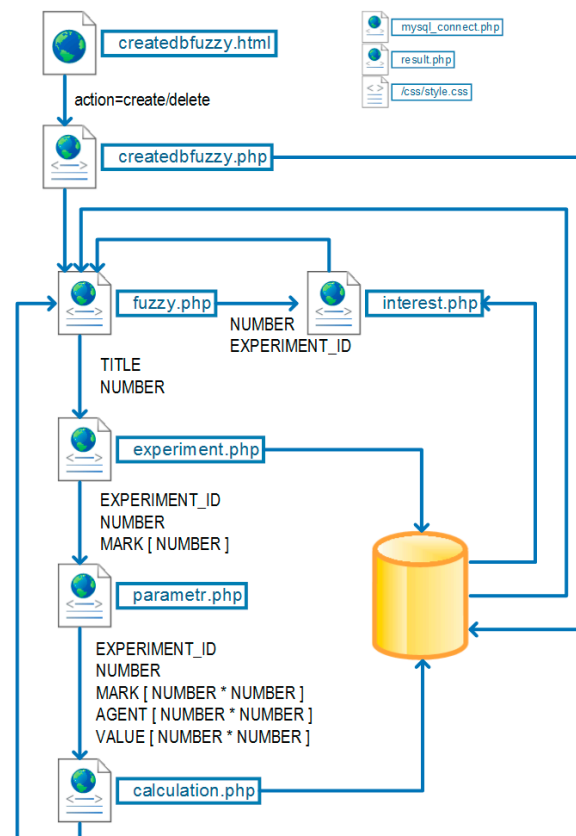 createdbfuzzy.html
mysql_connect.php
result.php
/css/style.css
action=create/delete
createdbfuzzy.php
fuzzy.php
interest.php
NUMBER
EXPERIMENT_ID
TITLE
NUMBER
experiment.php
EXPERIMENT_ID
NUMBER
MARK [ NUMBER ]
parametr.php
EXPERIMENT_ID
NUMBER
MARK [ NUMBER * NUMBER ]
AGENT [ NUMBER * NUMBER ]
VALUE [ NUMBER * NUMBER ]
calculation.php